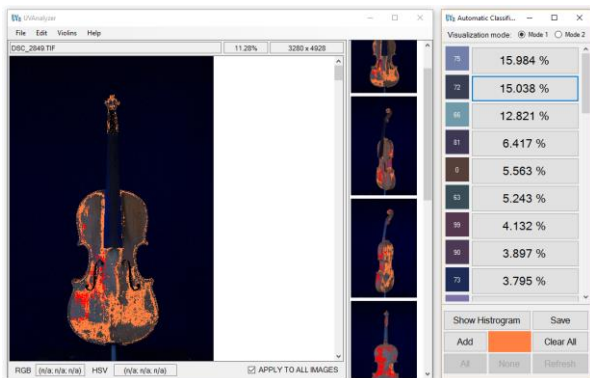 UVAnalyzer
File Edit Violins Help
DSC_2849.TIF 11.28% 3280 x 4928
RGB (n/a; n/a; n/a) HSV (n/a; n/a; n/a) APPLY TO ALL IMAGES
Automatic Classifi...
Visualization mode: Mode 1 Mode 2
75 15.984 %
72 15.038 %
66 12.821 %
81 6.417 %
0 5.563 %
63 5.243 %
99 4.132 %
90 3.897 %
73 3.795 %
Show Histrogram Save
Add Clear All
All None Refresh